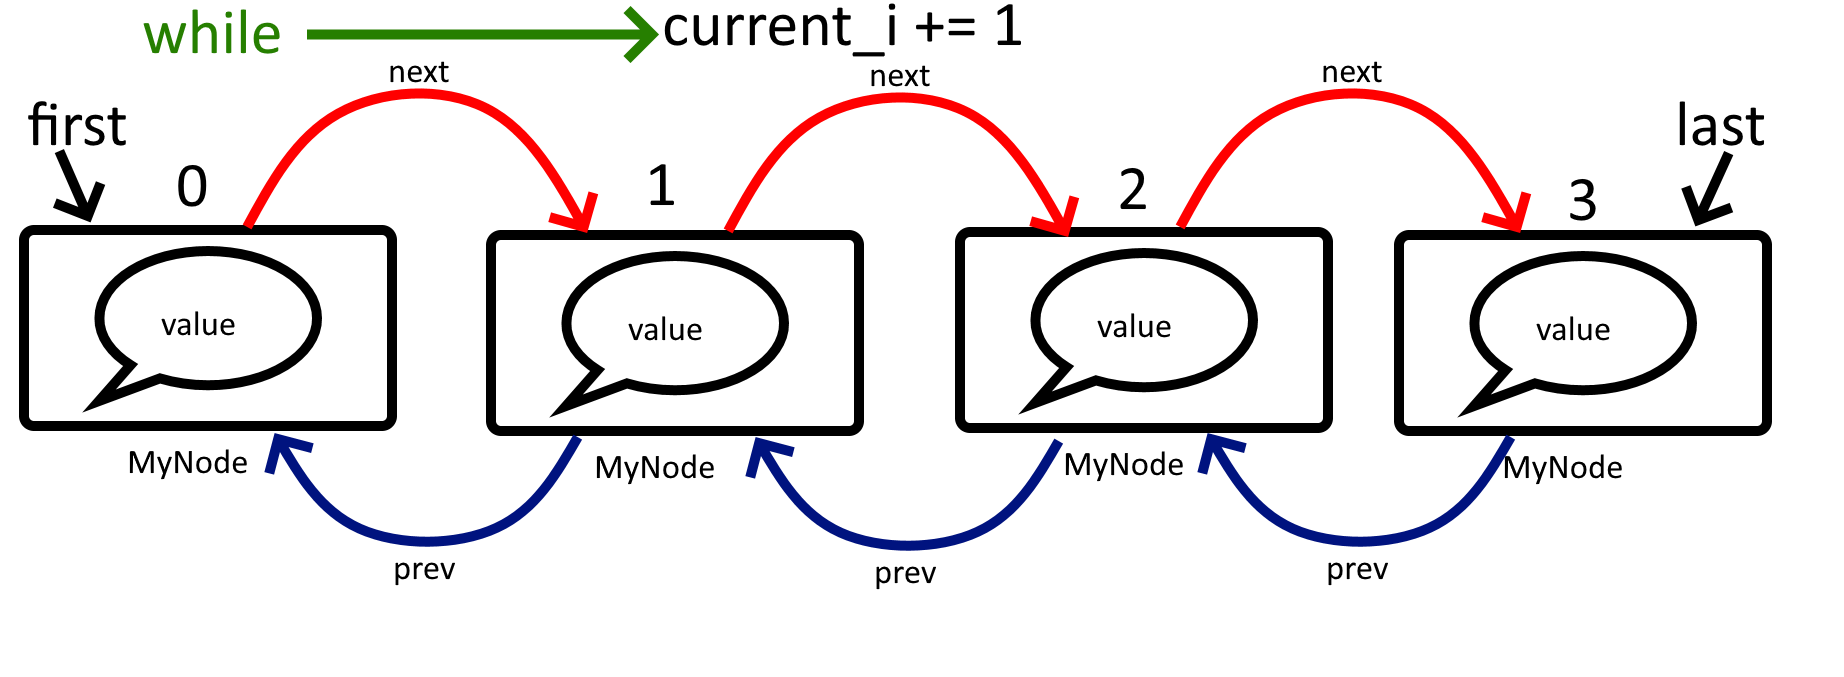 while
current_i += 1
next
next
next
first
last
0
1
2
3
value
value
value
value
MyNode
MyNode
MyNode
MyNode
prev
prev
prev